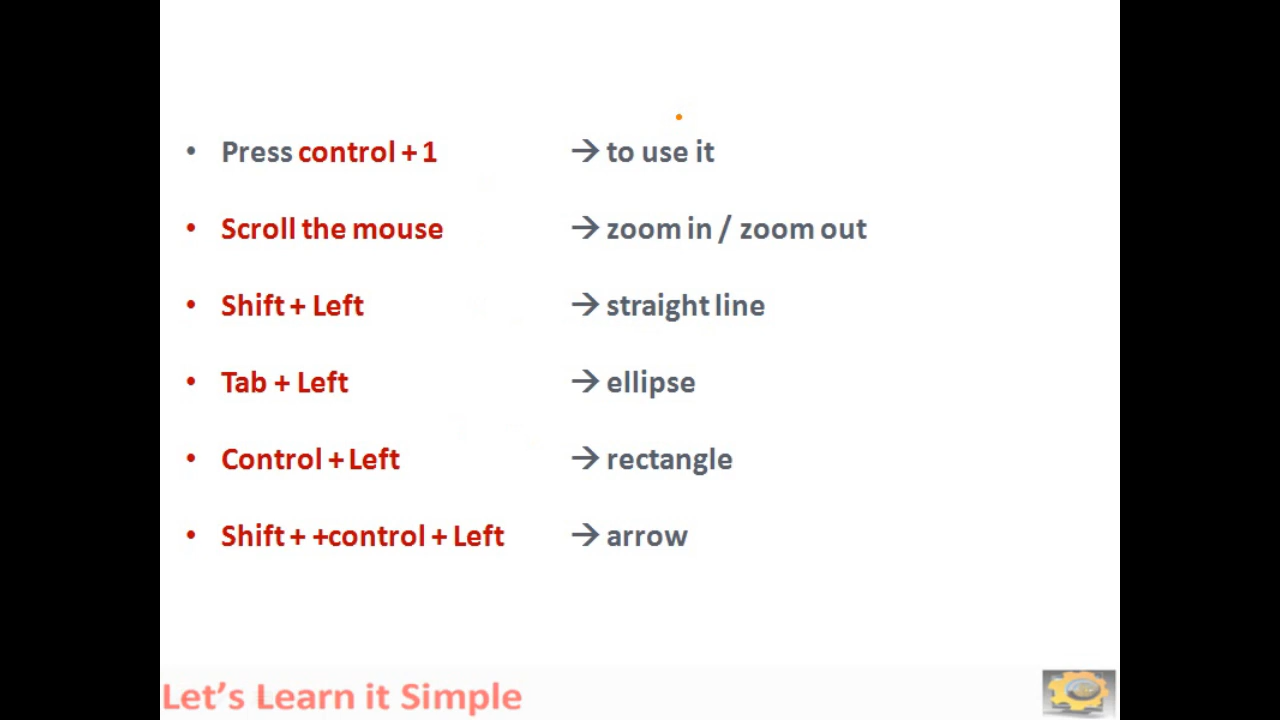 • Press control + 1 → to use it
• Scroll the mouse → zoom in / zoom out
• Shift + Left → straight line
• Tab + Left → ellipse
• Control + Left → rectangle
• Shift + +control + Left → arrow
Let's Learn it Simple